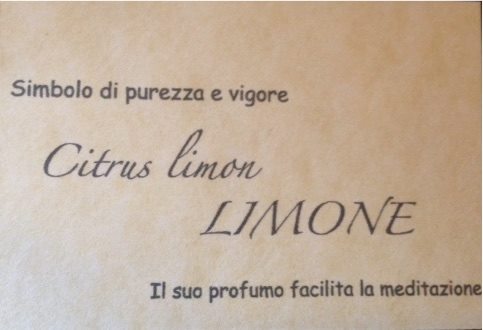 Simbolo di purezza e vigore
Citrus limon
LIMONE
Il suo profumo facilita la meditazione